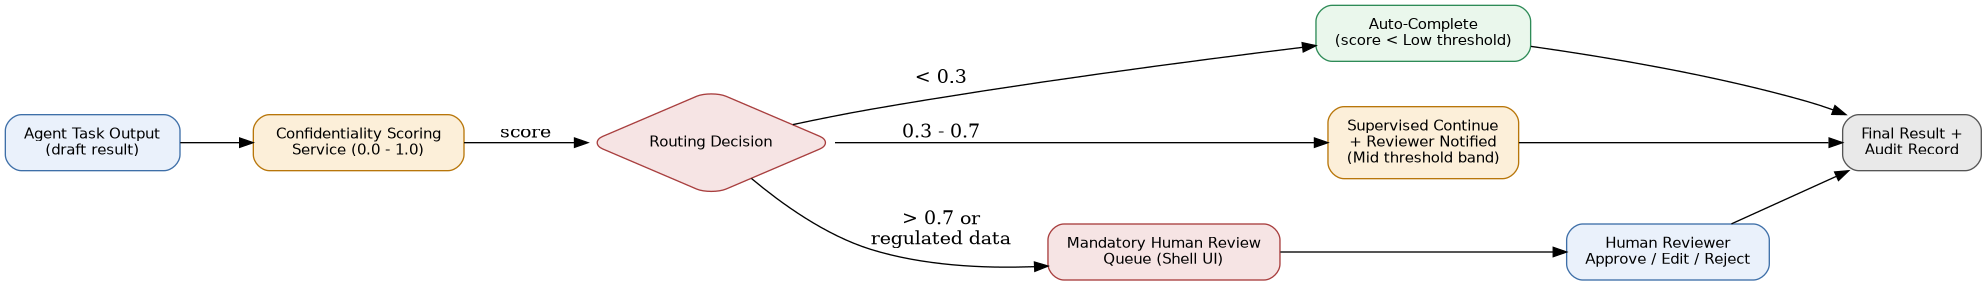 Agent Task Output
(draft result)
Confidentiality Scoring
Service (0.0 - 1.0)
score
Routing Decision
< 0.3
Auto-Complete
(score < Low threshold)
0.3 - 0.7
Supervised Continue
+ Reviewer Notified
(Mid threshold band)
> 0.7 or
regulated data
Mandatory Human Review
Queue (Shell UI)
Human Reviewer
Approve / Edit / Reject
Final Result +
Audit Record